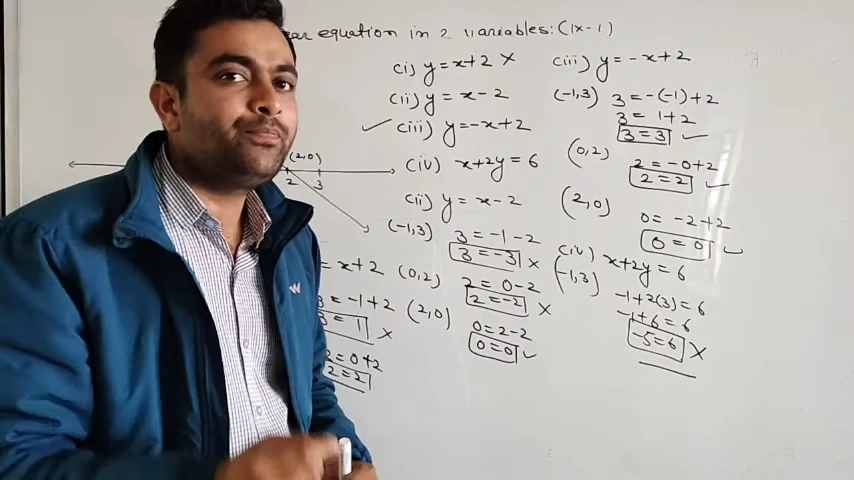 ear equation in 2 variables: (IX-1)
(i) y = x+2 ×
(ii) y = x-2
✓ (iii) y = -x+2
(iv) x+2y = 6
(2,0)
2 3
(ii) y = x-2
(-1,3) 3 = -1-2
3 = -3 ×
(0,2) 2 = 0-2
2 = -2 ×
(2,0) 0 = 2-2
0 = 0 ✓
= x+2
3 = -1+2
3 = 1 ×
2 = 0+2
2 = 2
(iii) y = -x+2
(-1,3) 3 = -(-1)+2
3 = 1+2
3 = 3 ✓
(0,2) 2 = -0+2
2 = 2 ✓
(2,0) 0 = -2+2
0 = 0 ✓
(iv) x+2y = 6
(-1,3) -1+2(3) = 6
-1+6 = 6
-5 = 6 ×